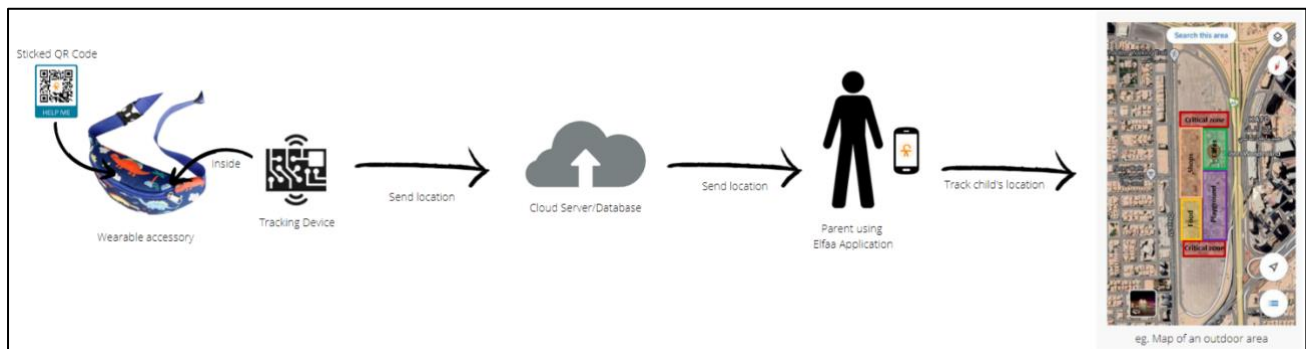 Sticked QR Code
HELP ME
Inside
Wearable accessory
Tracking Device
Send location
Cloud Server/Database
Send location
Parent using
Elfaa Application
Track child's location
Search this area
Critical zone
Shops
Food
Playground
Critical zone
eg. Map of an outdoor area